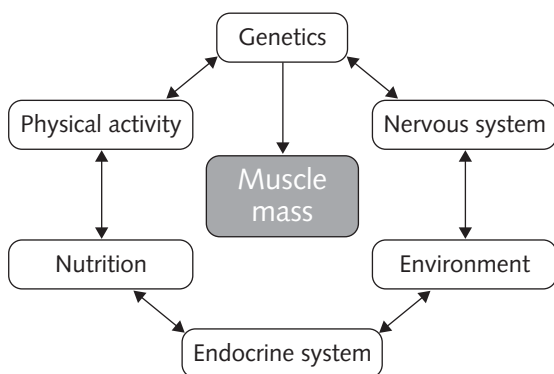 Genetics
Physical activity
Nervous system
Muscle
mass
Nutrition
Environment
Endocrine system